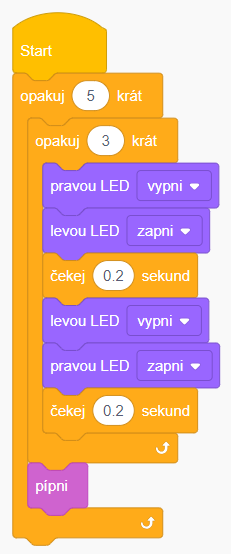 Start
opakuj 5 krát
opakuj 3 krát
pravou LED vypni
levou LED zapni
čekej 0.2 sekund
levou LED vypni
pravou LED zapni
čekej 0.2 sekund
pípni